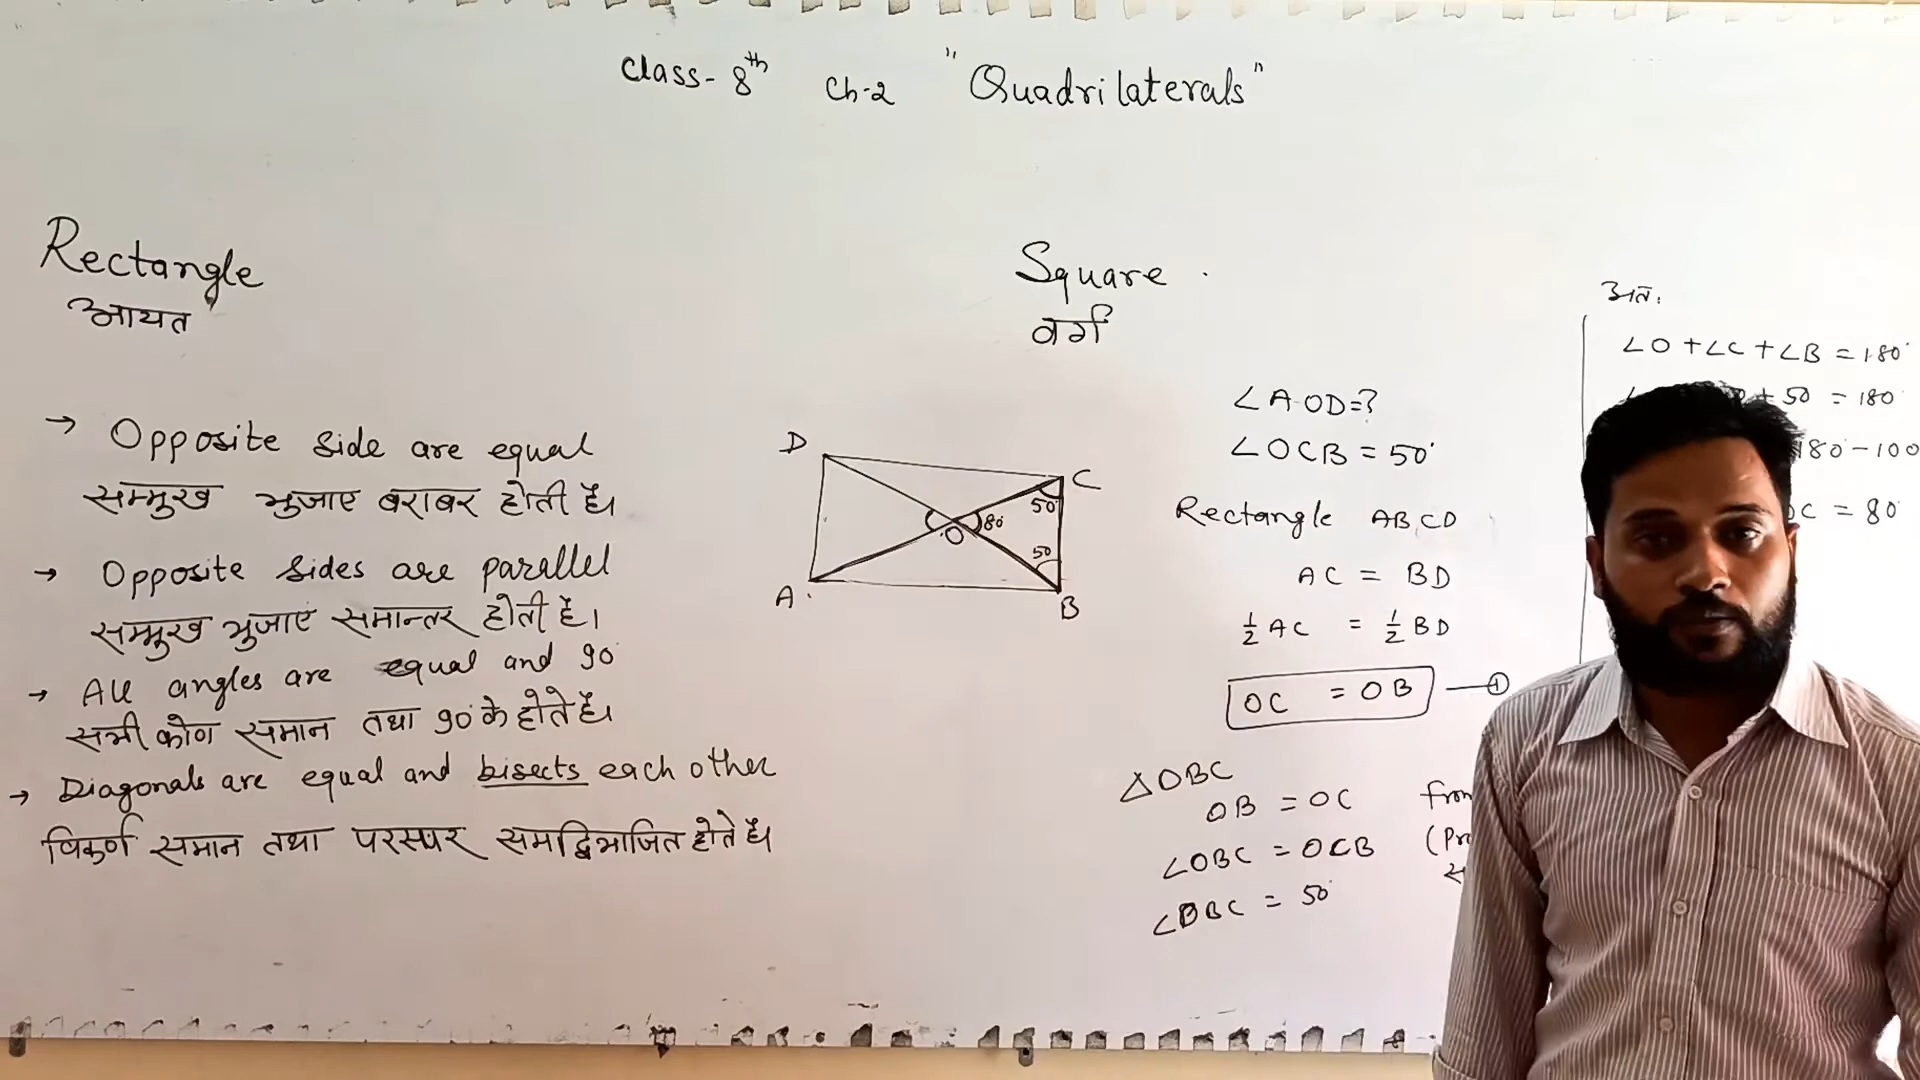 Class-8th Ch-2 "Quadrilaterals"
Rectangle
आयत
→ Opposite side are equal
सम्मुख भुजाए बराबर होती हैं।
→ Opposite sides are parallel
सम्मुख भुजाएं समान्तर होती हैं।
→ All angles are equal and 90°
सभी कोण समान तथा 90° के होते हैं।
→ Diagonals are equal and bisects each other
विकर्ण समान तथा परस्पर समद्विभाजित होते हैं।
Square
वर्ग
D
C
50°
80
O
50
A
B
∠AOD=?
∠OCB = 50°
Rectangle ABCD
AC = BD
½ AC = ½ BD
OC = OB —①
△OBC
OB = OC from
∠OBC = OCB
∠OBC = 50°
अतः
∠O + ∠C + ∠B = 180°
+ 50 = 180
180 - 100
C = 80